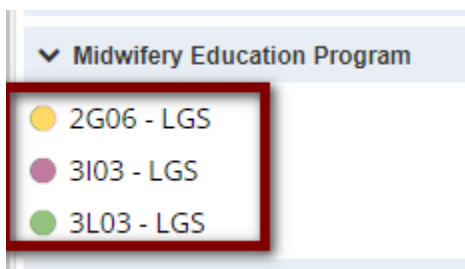 Midwifery Education Program
2G06 - LGS
3I03 - LGS
3L03 - LGS